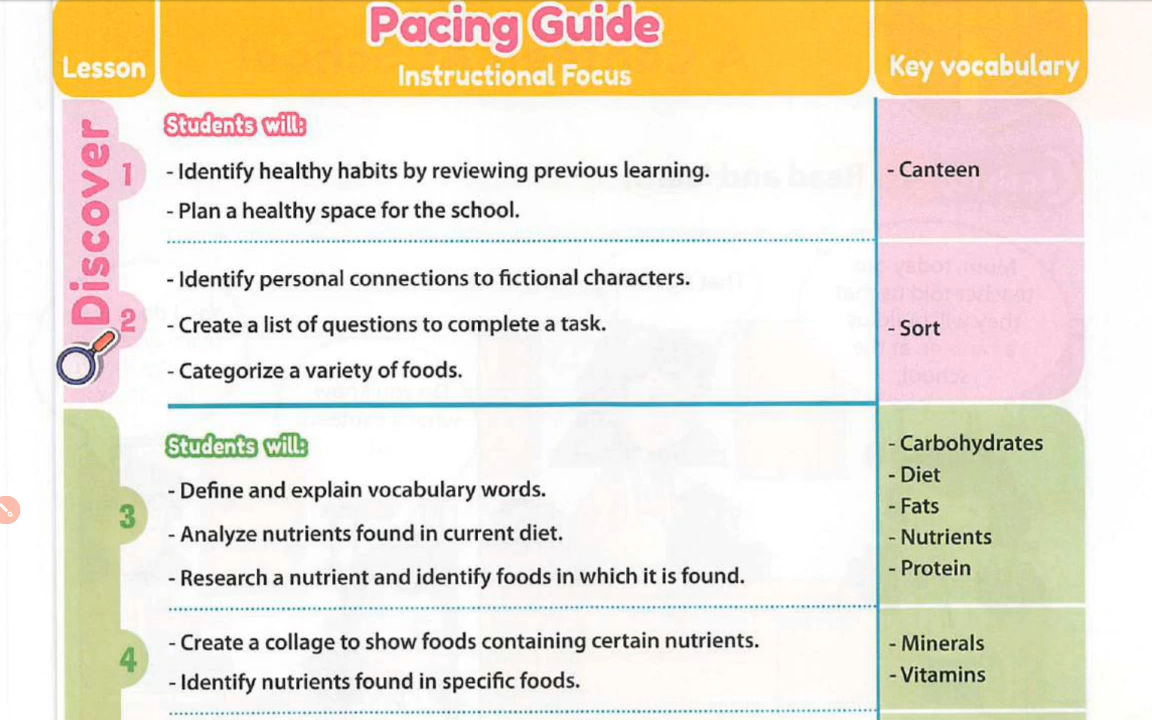 Pacing Guide
Lesson
Instructional Focus
Key vocabulary
Discover
Students will:
1
- Identify healthy habits by reviewing previous learning.
- Plan a healthy space for the school.
- Canteen
2
- Identify personal connections to fictional characters.
- Create a list of questions to complete a task.
- Categorize a variety of foods.
- Sort
Students will:
3
- Define and explain vocabulary words.
- Analyze nutrients found in current diet.
- Research a nutrient and identify foods in which it is found.
- Carbohydrates
- Diet
- Fats
- Nutrients
- Protein
4
- Create a collage to show foods containing certain nutrients.
- Identify nutrients found in specific foods.
- Minerals
- Vitamins